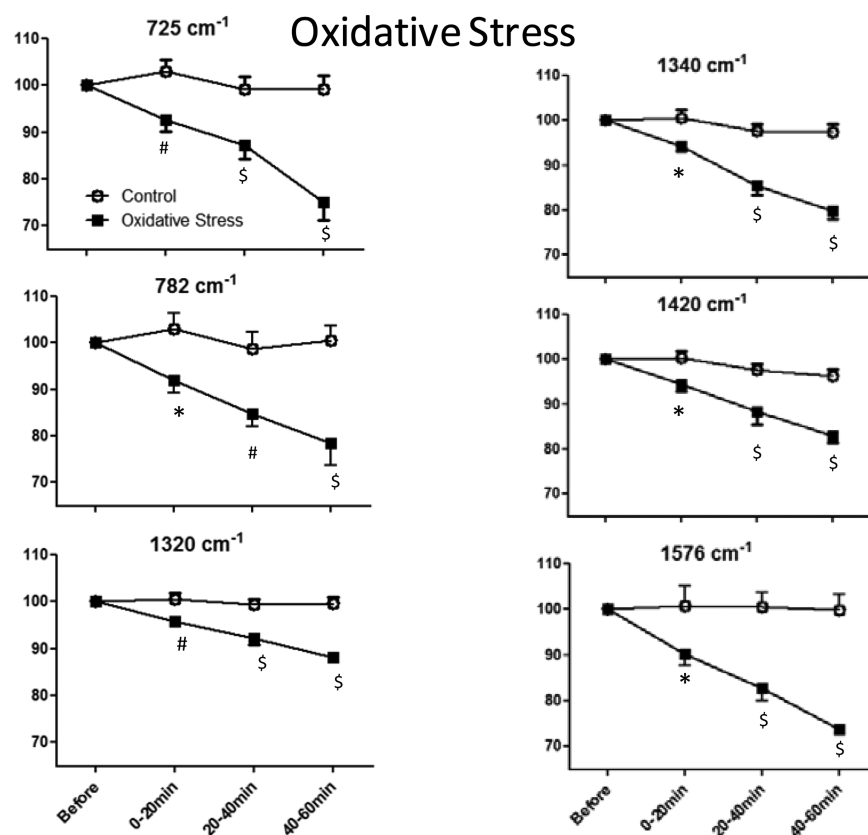 Oxidative Stress
725 cm⁻¹
110
100
90
80
70
#
$
$
Control
Oxidative Stress
782 cm⁻¹
110
100
90
80
70
*
#
$
1320 cm⁻¹
110
100
90
80
70
#
$
$
Before
0-20min
20-40min
40-60min
1340 cm⁻¹
110
100
90
80
70
*
$
$
1420 cm⁻¹
110
100
90
80
70
*
$
$
1576 cm⁻¹
110
100
90
80
70
*
$
$
Before
0-20min
20-40min
40-60min